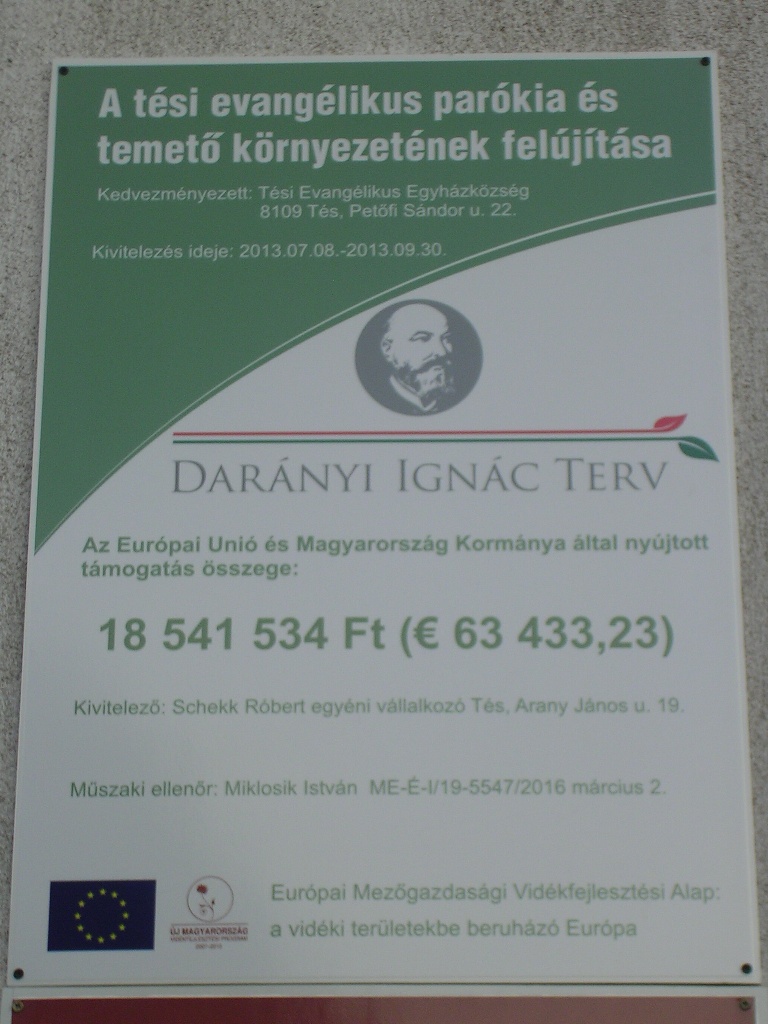 A tési evangélikus parókia és
temető környezetének felújítása
Kedvezményezett: Tési Evangélikus Egyházközség
8109 Tés, Petőfi Sándor u. 22.
Kivitelezés ideje: 2013.07.08.-2013.09.30.
DARÁNYI IGNÁC TERV
Az Európai Unió és Magyarország Kormánya által nyújtott
támogatás összege:
18 541 534 Ft (€ 63 433,23)
Kivitelező: Schekk Róbert egyéni vállalkozó Tés, Arany János u. 19.
Műszaki ellenőr: Miklosik István ME-É-I/19-5547/2016 március 2.
Európai Mezőgazdasági Vidékfejlesztési Alap:
a vidéki területekbe beruházó Európa
ÚJ MAGYARORSZÁG